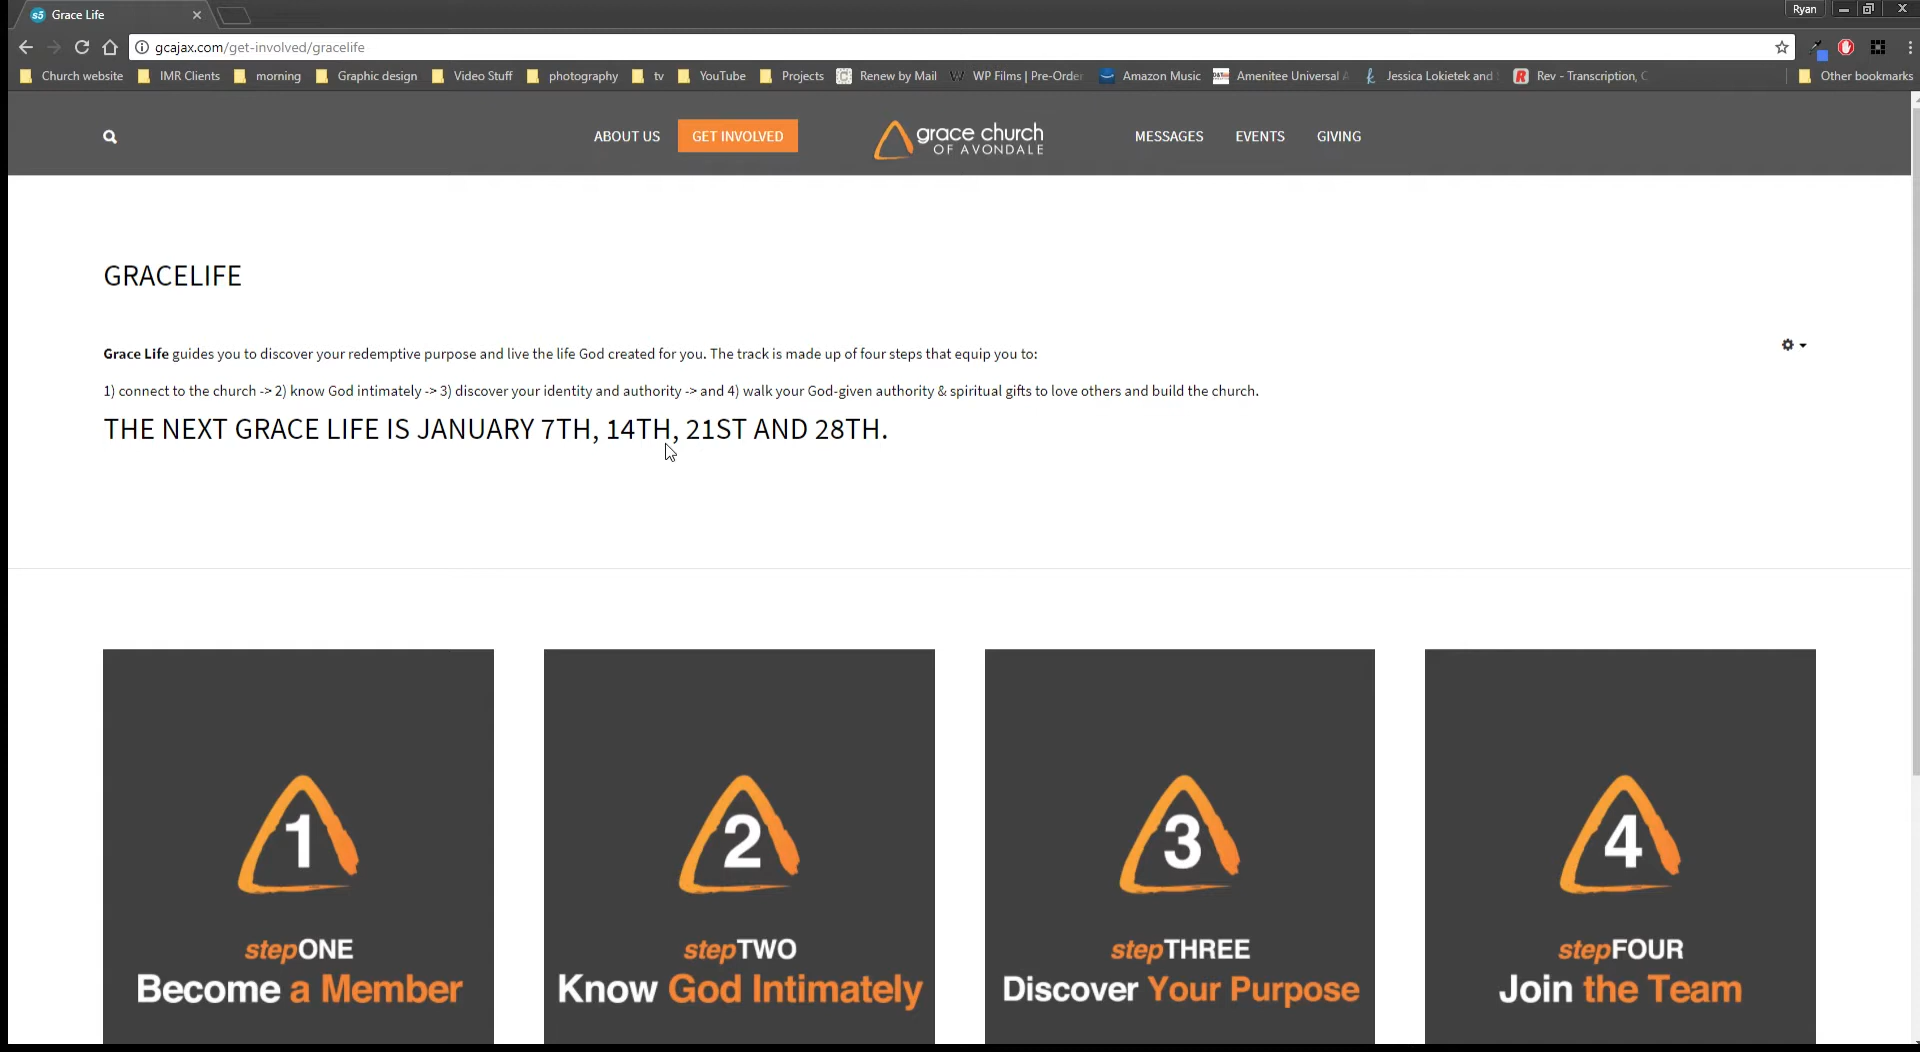 Grace Life
Ryan
gcajax.com/get-involved/gracelife
Church website IMR Clients morning Graphic design Video Stuff photography tv YouTube Projects Renew by Mail WP Films | Pre-Order Amazon Music Amenitee Universal Jessica Lokietek and Rev - Transcription, Other bookmarks
ABOUT US GET INVOLVED grace church MESSAGES EVENTS GIVING
OF AVONDALE
GRACELIFE
Grace Life guides you to discover your redemptive purpose and live the life God created for you. The track is made up of four steps that equip you to:
1) connect to the church -> 2) know God intimately -> 3) discover your identity and authority -> and 4) walk your God-given authority & spiritual gifts to love others and build the church.
THE NEXT GRACE LIFE IS JANUARY 7TH, 14TH, 21ST AND 28TH.
1
stepONE
Become a Member
2
stepTWO
Know God Intimately
3
stepTHREE
Discover Your Purpose
4
stepFOUR
Join the Team